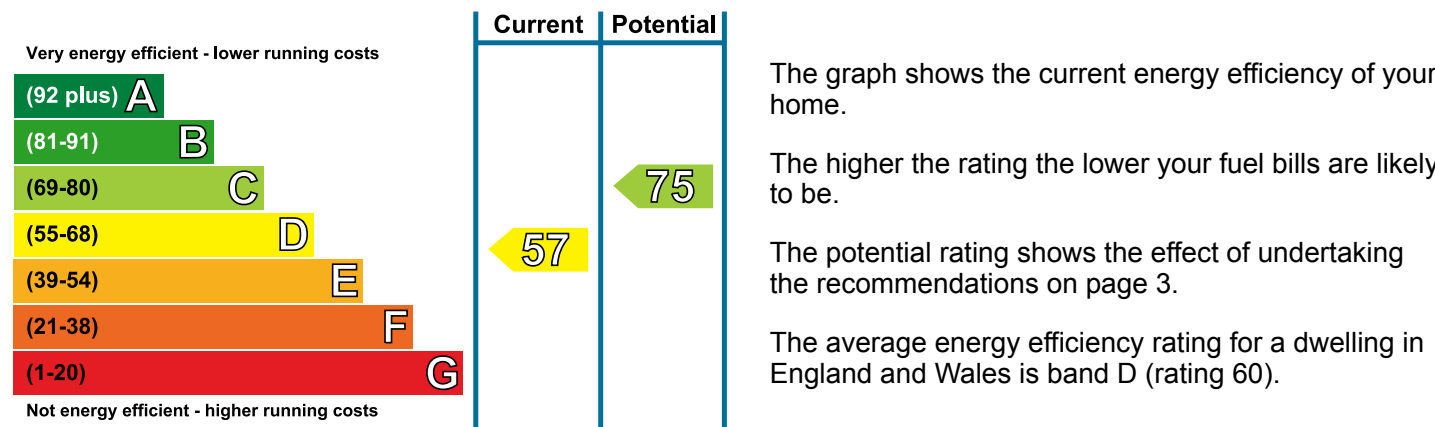 Current Potential
Very energy efficient - lower running costs
(92 plus) A
(81-91) B
(69-80) C
75
(55-68) D
57
(39-54) E
(21-38) F
(1-20) G
Not energy efficient - higher running costs
The graph shows the current energy efficiency of your
home.
The higher the rating the lower your fuel bills are likely
to be.
The potential rating shows the effect of undertaking
the recommendations on page 3.
The average energy efficiency rating for a dwelling in
England and Wales is band D (rating 60).